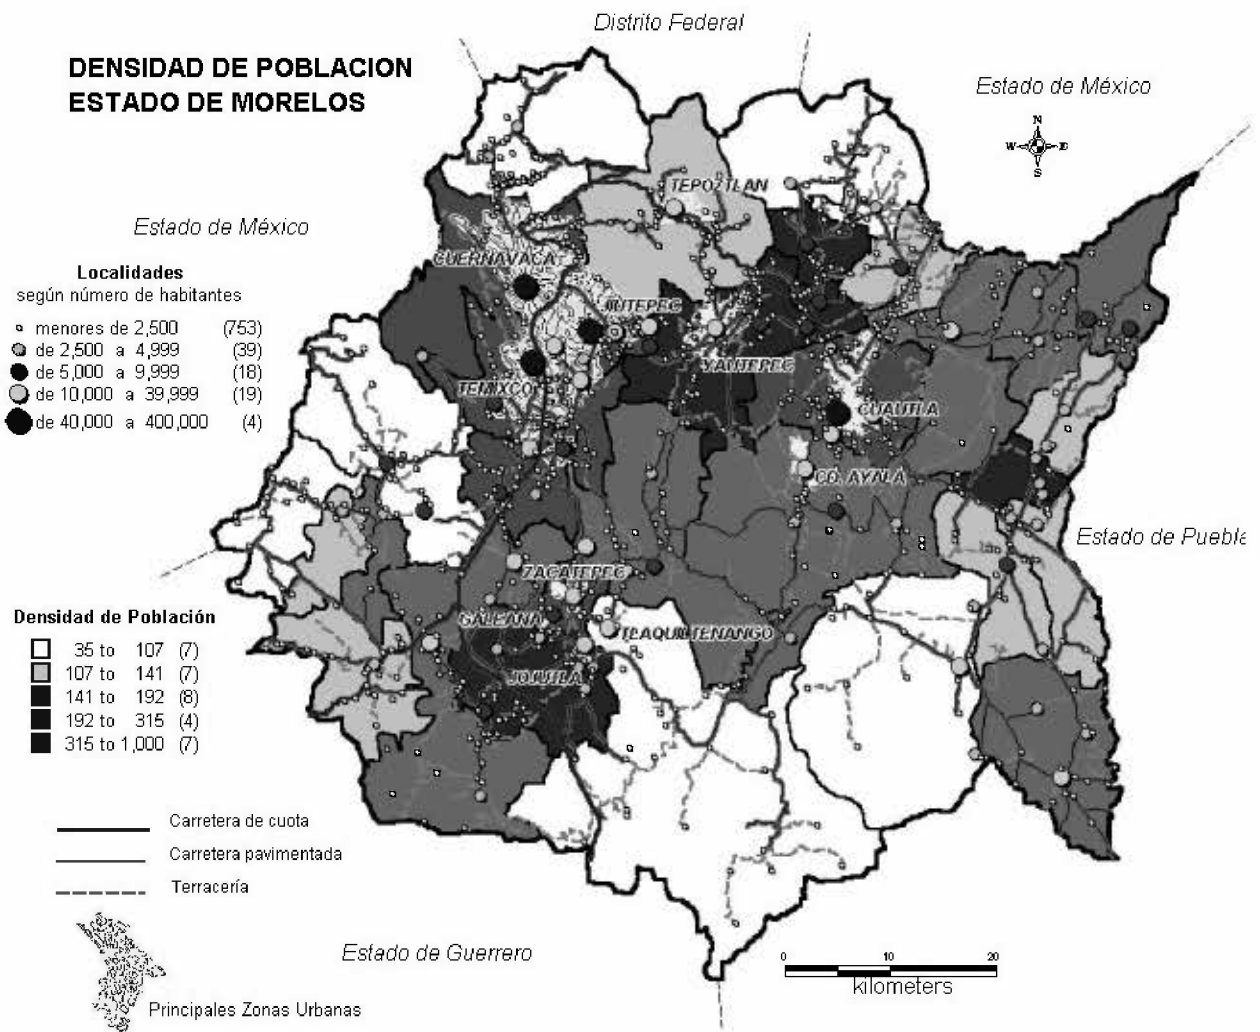 Distrito Federal
DENSIDAD DE POBLACION
ESTADO DE MORELOS
Estado de México
N
W E
S
TEPOZTLAN
Estado de México
CUERNAVACA
Localidades
según número de habitantes
menores de 2,500 (753)
de 2,500 a 4,999 (39)
de 5,000 a 9,999 (18)
de 10,000 a 39,999 (19)
de 40,000 a 400,000 (4)
JIUTEPEC
YAUTEPEC
TEMIXCO
CUAUTLA
CD. AYALA
Estado de Puebla
ZACATEPEC
GALEANA
TLAQUILTENANGO
JOJUTLA
Densidad de Población
35 to 107 (7)
107 to 141 (7)
141 to 192 (8)
192 to 315 (4)
315 to 1,000 (7)
Carretera de cuota
Carretera pavimentada
Terracería
Estado de Guerrero
0 10 20
kilometers
Principales Zonas Urbanas